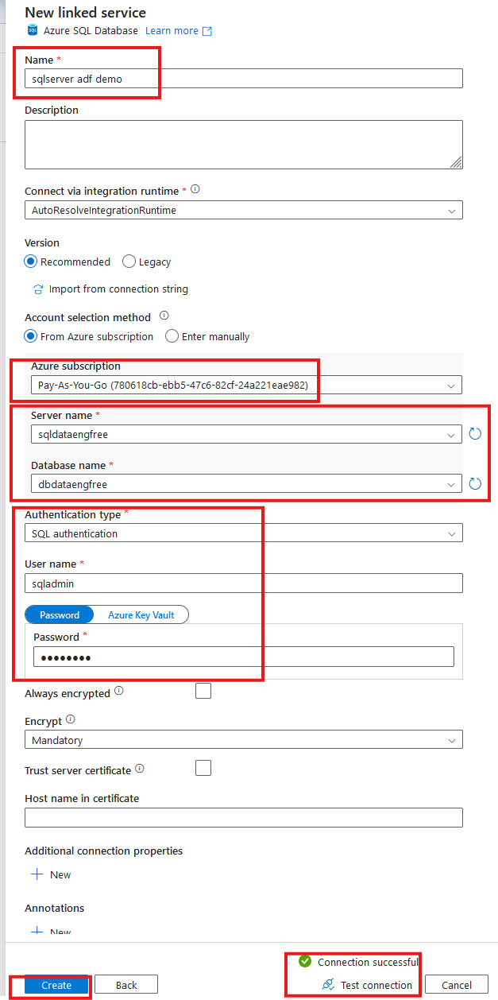 New linked service
SQL Azure SQL Database Learn more
Name *
sqlserver adf demo
Description
Connect via integration runtime *
AutoResolveIntegrationRuntime
Version
Recommended Legacy
Import from connection string
Account selection method
From Azure subscription Enter manually
Azure subscription
Pay-As-You-Go (780618cb-ebb5-47c6-82cf-24a221eae982)
Server name *
sqldataengfree
Database name *
dbdataengfree
Authentication type *
SQL authentication
User name *
sqladmin
Password Azure Key Vault
Password *
••••••••
Always encrypted
Encrypt
Mandatory
Trust server certificate
Host name in certificate
Additional connection properties
New
Annotations
New
Connection successful
Create Back Test connection Cancel